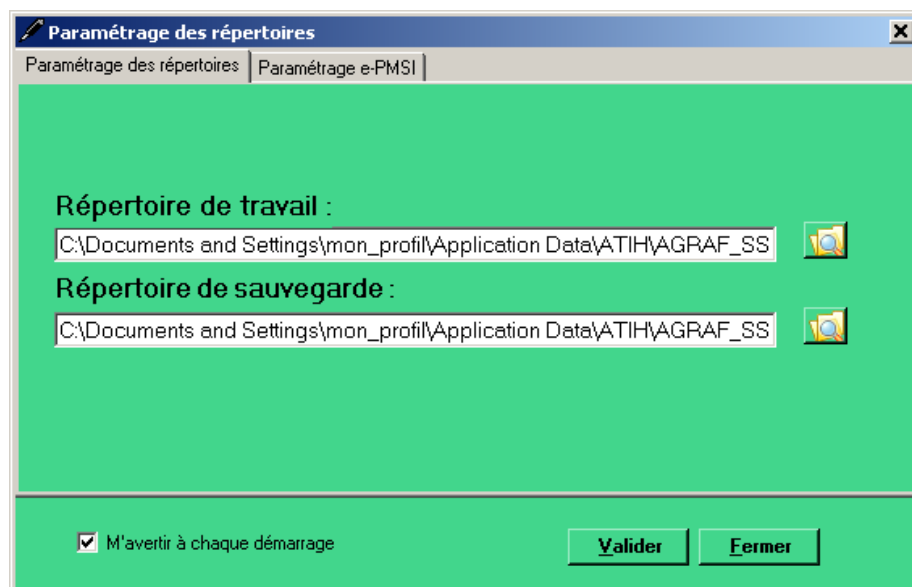 Paramétrage des répertoires
Paramétrage des répertoires Paramétrage e-PMSI
Répertoire de travail :
C:\Documents and Settings\mon_profil\Application Data\ATIH\AGRAF_SS
Répertoire de sauvegarde :
C:\Documents and Settings\mon_profil\Application Data\ATIH\AGRAF_SS
M'avertir à chaque démarrage Valider Fermer